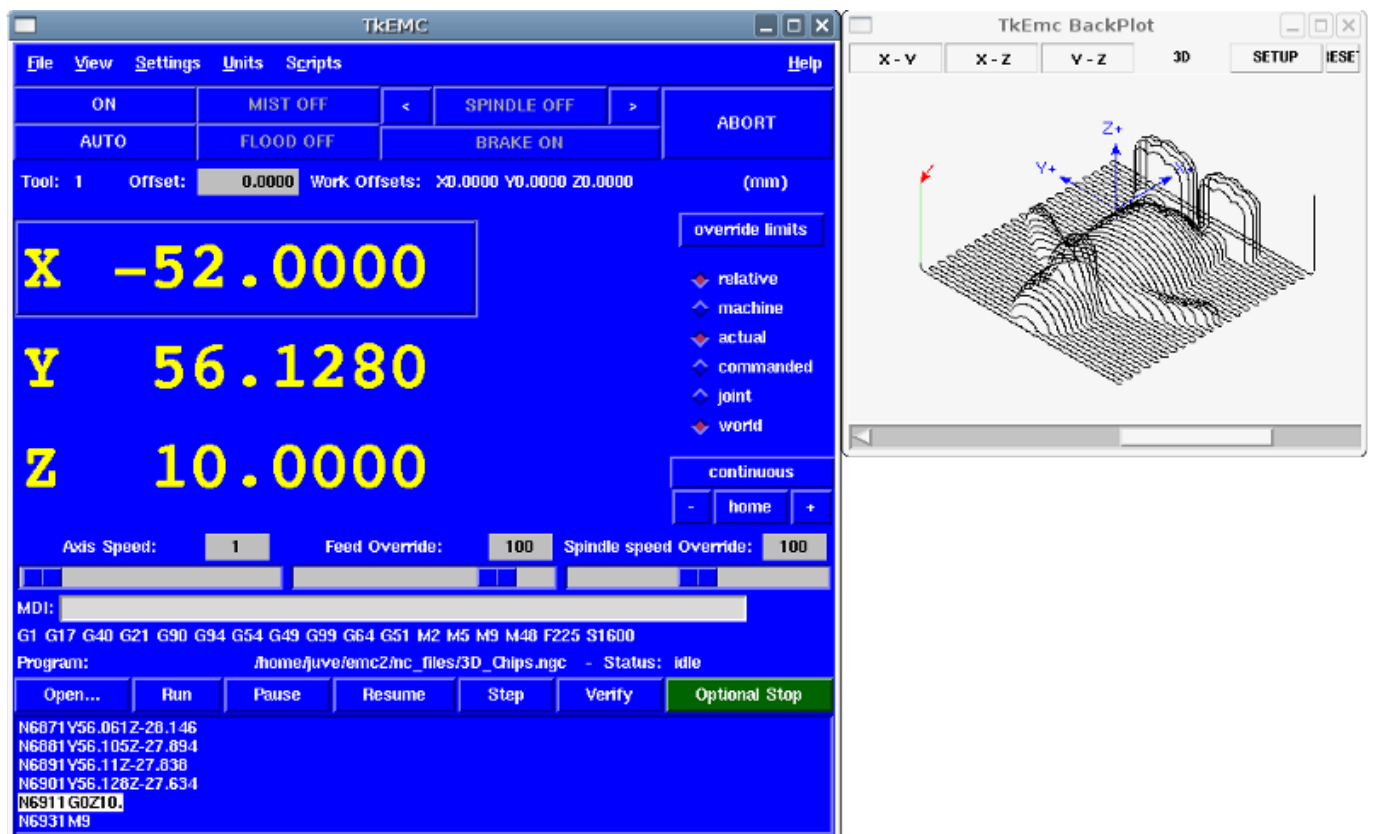 TkEMC
File View Settings Units Scripts Help
ON MIST OFF < SPINDLE OFF > ABORT
AUTO FLOOD OFF BRAKE ON
Tool: 1 Offset: 0.0000 Work Offsets: X0.0000 Y0.0000 Z0.0000 (mm)
override limits
X -52.0000
relative
machine
Y 56.1280
actual
commanded
joint
world
Z 10.0000
continuous
- home +
Axis Speed: 1 Feed Override: 100 Spindle speed Override: 100
MDI:
G1 G17 G40 G21 G90 G94 G54 G49 G99 G64 G51 M2 M5 M9 M48 F225 S1600
Program: /home/juve/emc2/nc_files/3D_Chips.ngc - Status: idle
Open... Run Pause Resume Step Verify Optional Stop
N6871Y56.061Z-28.146
N6881Y56.105Z-27.894
N6891Y56.11Z-27.838
N6901Y56.128Z-27.634
N6911G0Z10.
N6931M9
TkEmc BackPlot
X - Y X - Z Y - Z 3D SETUP RESET
Z+
Y+ X+